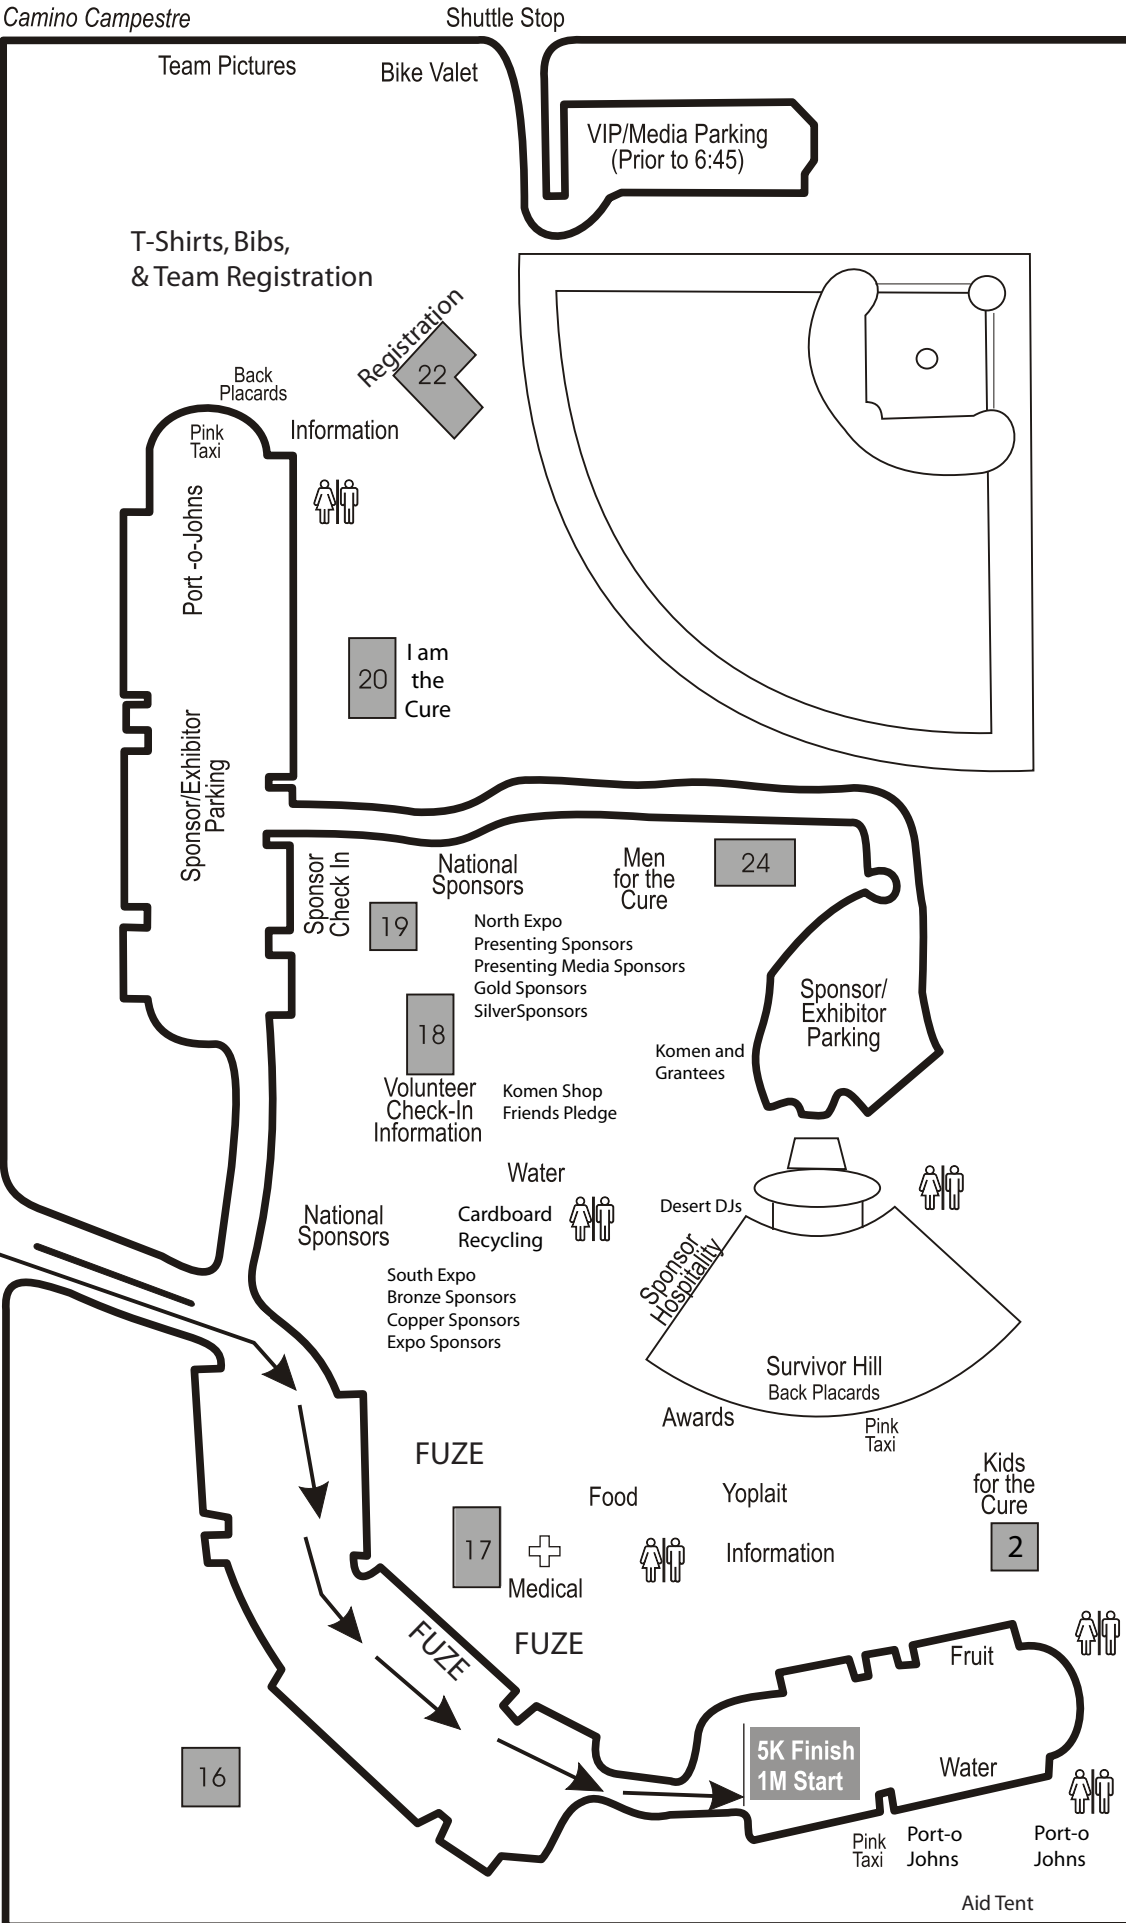 Camino Campestre
Shuttle Stop
Team Pictures
Bike Valet
VIP/Media Parking
(Prior to 6:45)
T-Shirts, Bibs,
& Team Registration
Registration
22
Back
Placards
Pink
Taxi
Information
Port -o-Johns
20
I am
the
Cure
Sponsor/Exhibitor
Parking
Sponsor
Check In
National
Sponsors
Men
for the
Cure
24
19
North Expo
Presenting Sponsors
Presenting Media Sponsors
Gold Sponsors
SilverSponsors
Sponsor/
Exhibitor
Parking
18
Volunteer
Check-In
Information
Komen and
Grantees
Komen Shop
Friends Pledge
Water
National
Sponsors
Cardboard
Recycling
Desert DJs
Sponsor
Hospitality
South Expo
Bronze Sponsors
Copper Sponsors
Expo Sponsors
Survivor Hill
Back Placards
Awards
Pink
Taxi
FUZE
Kids
for the
Cure
2
Food
Yoplait
17
Medical
Information
FUZE
FUZE
Fruit
16
5K Finish
1M Start
Water
Pink
Taxi
Port-o
Johns
Port-o
Johns
Aid Tent